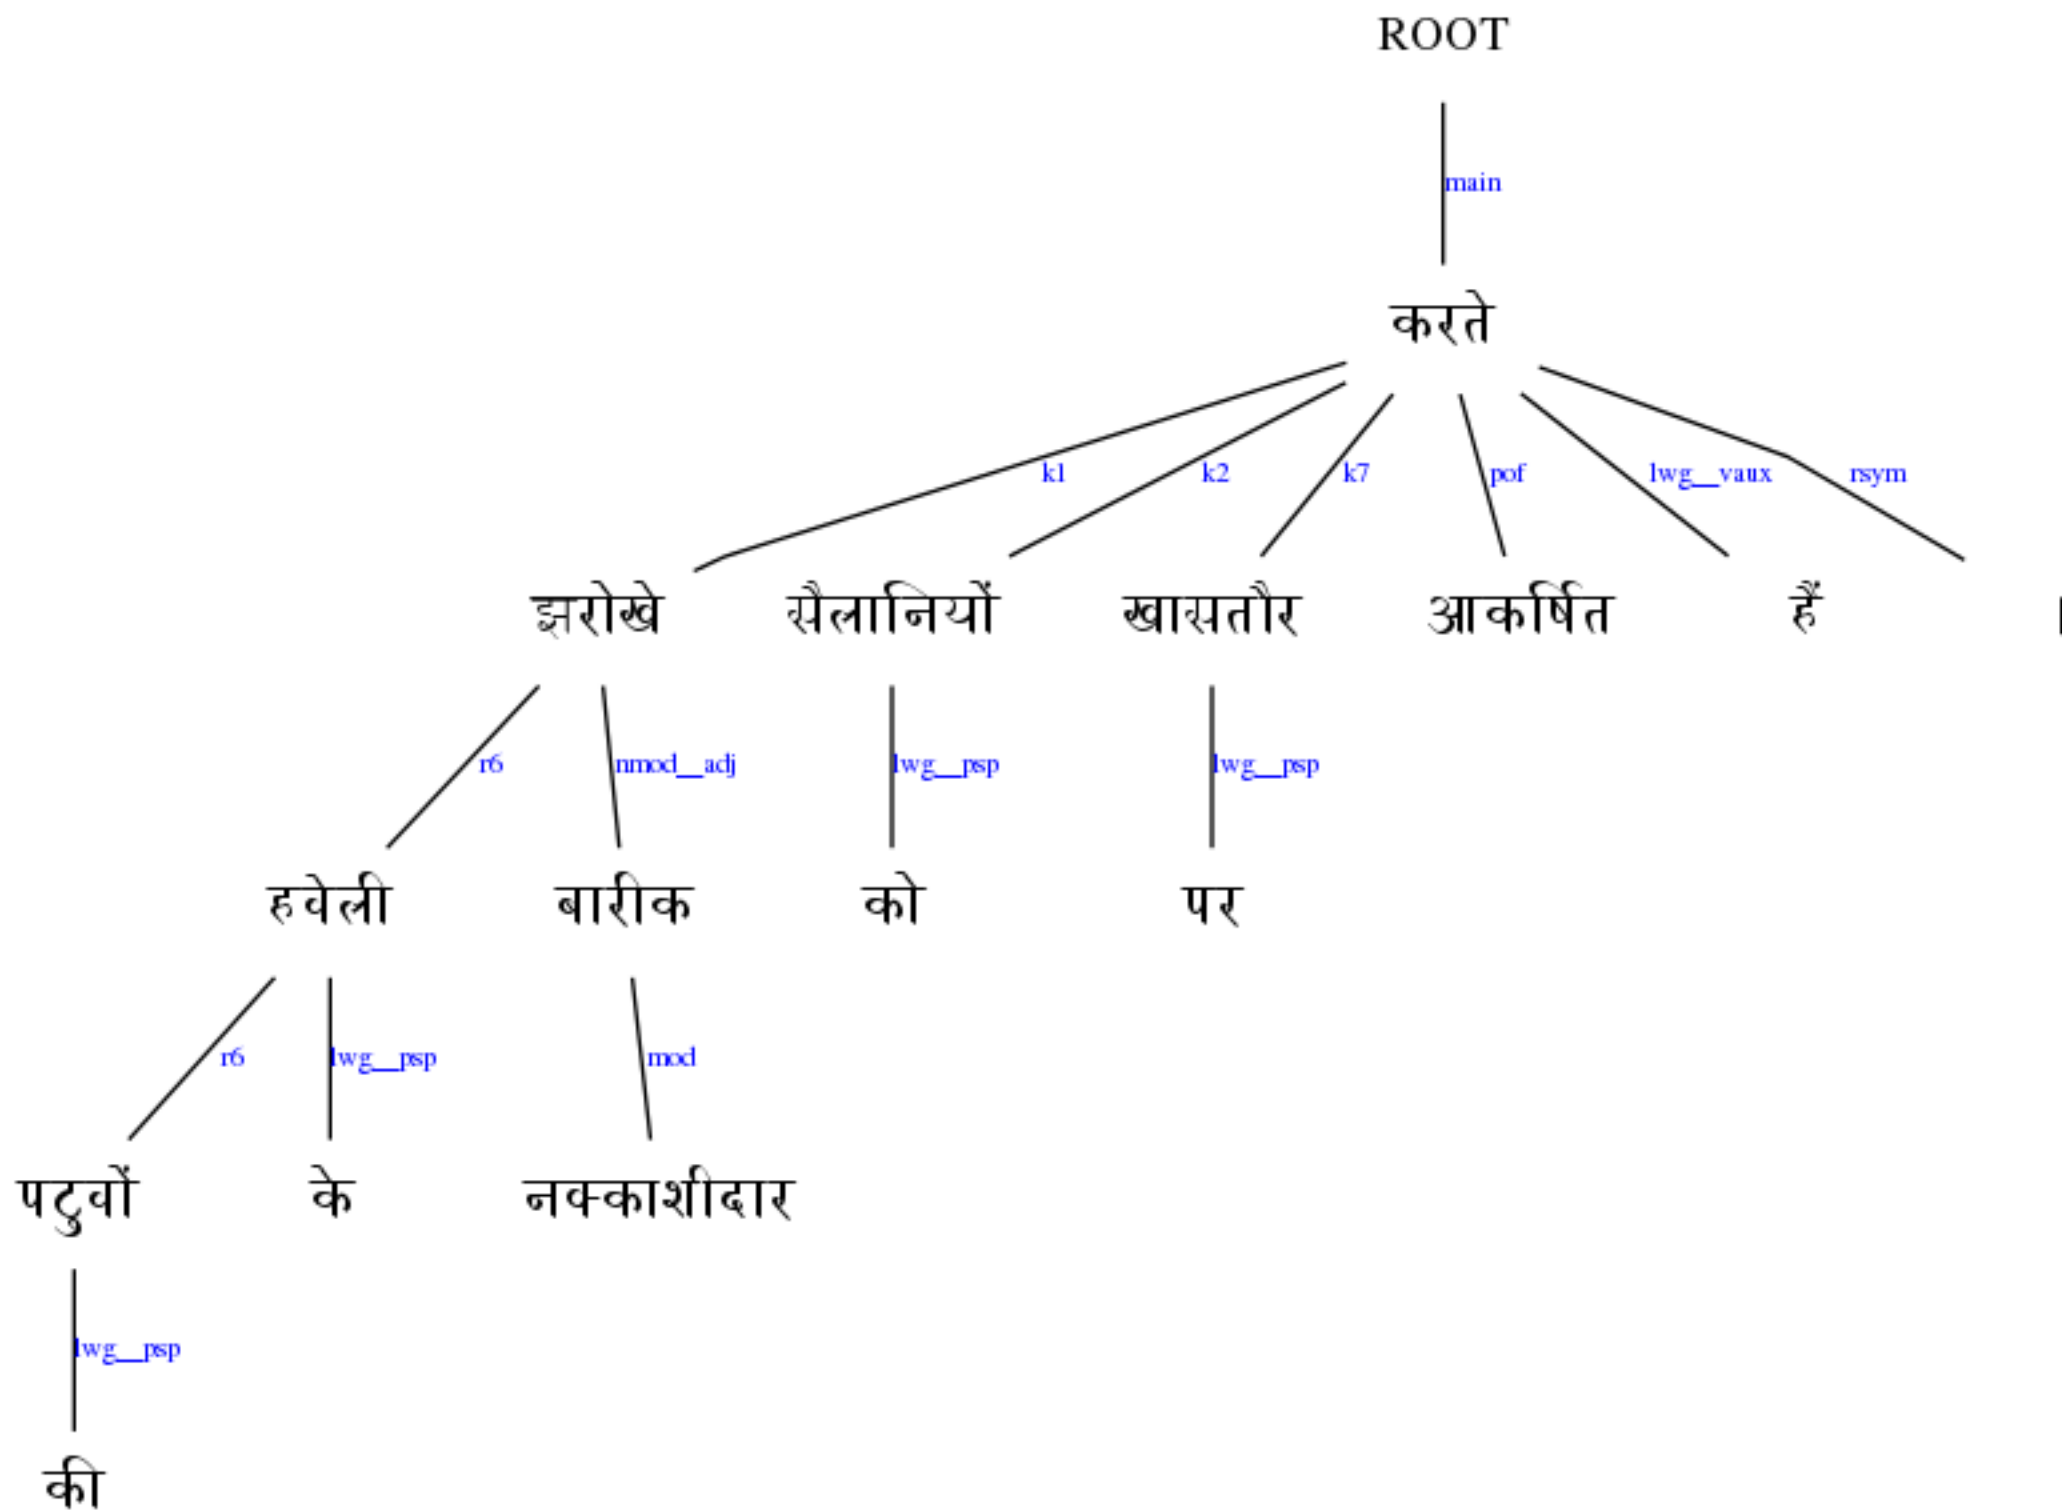 ROOT
main
करते
k1 k2 k7 pof lwg__vaux rsym
झरोखे सैलानियों खासतौर आकर्षित हैं ।
r6 nmod__adj lwg__psp lwg__psp
हवेली बारीक को पर
r6 lwg__psp mod
पटुवों के नक्काशीदार
lwg__psp
की